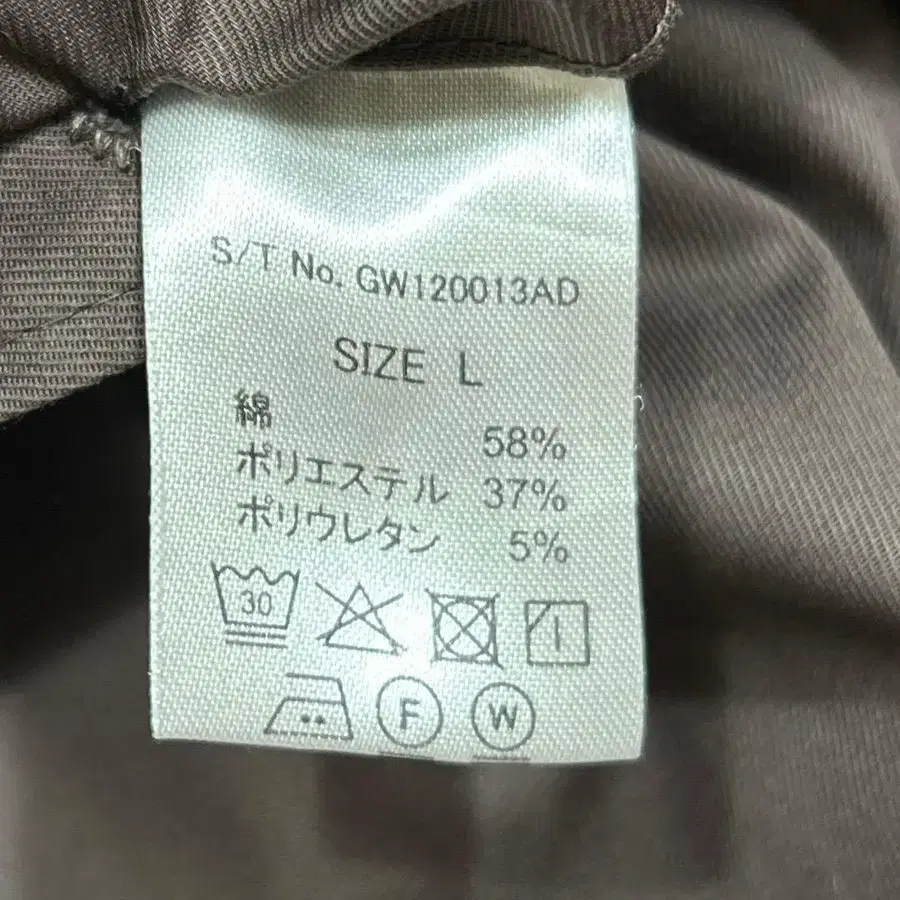 S/T No. GW120013AD
SIZE L
綿 58%
ポリエステル 37%
ポリウレタン 5%
30
F W